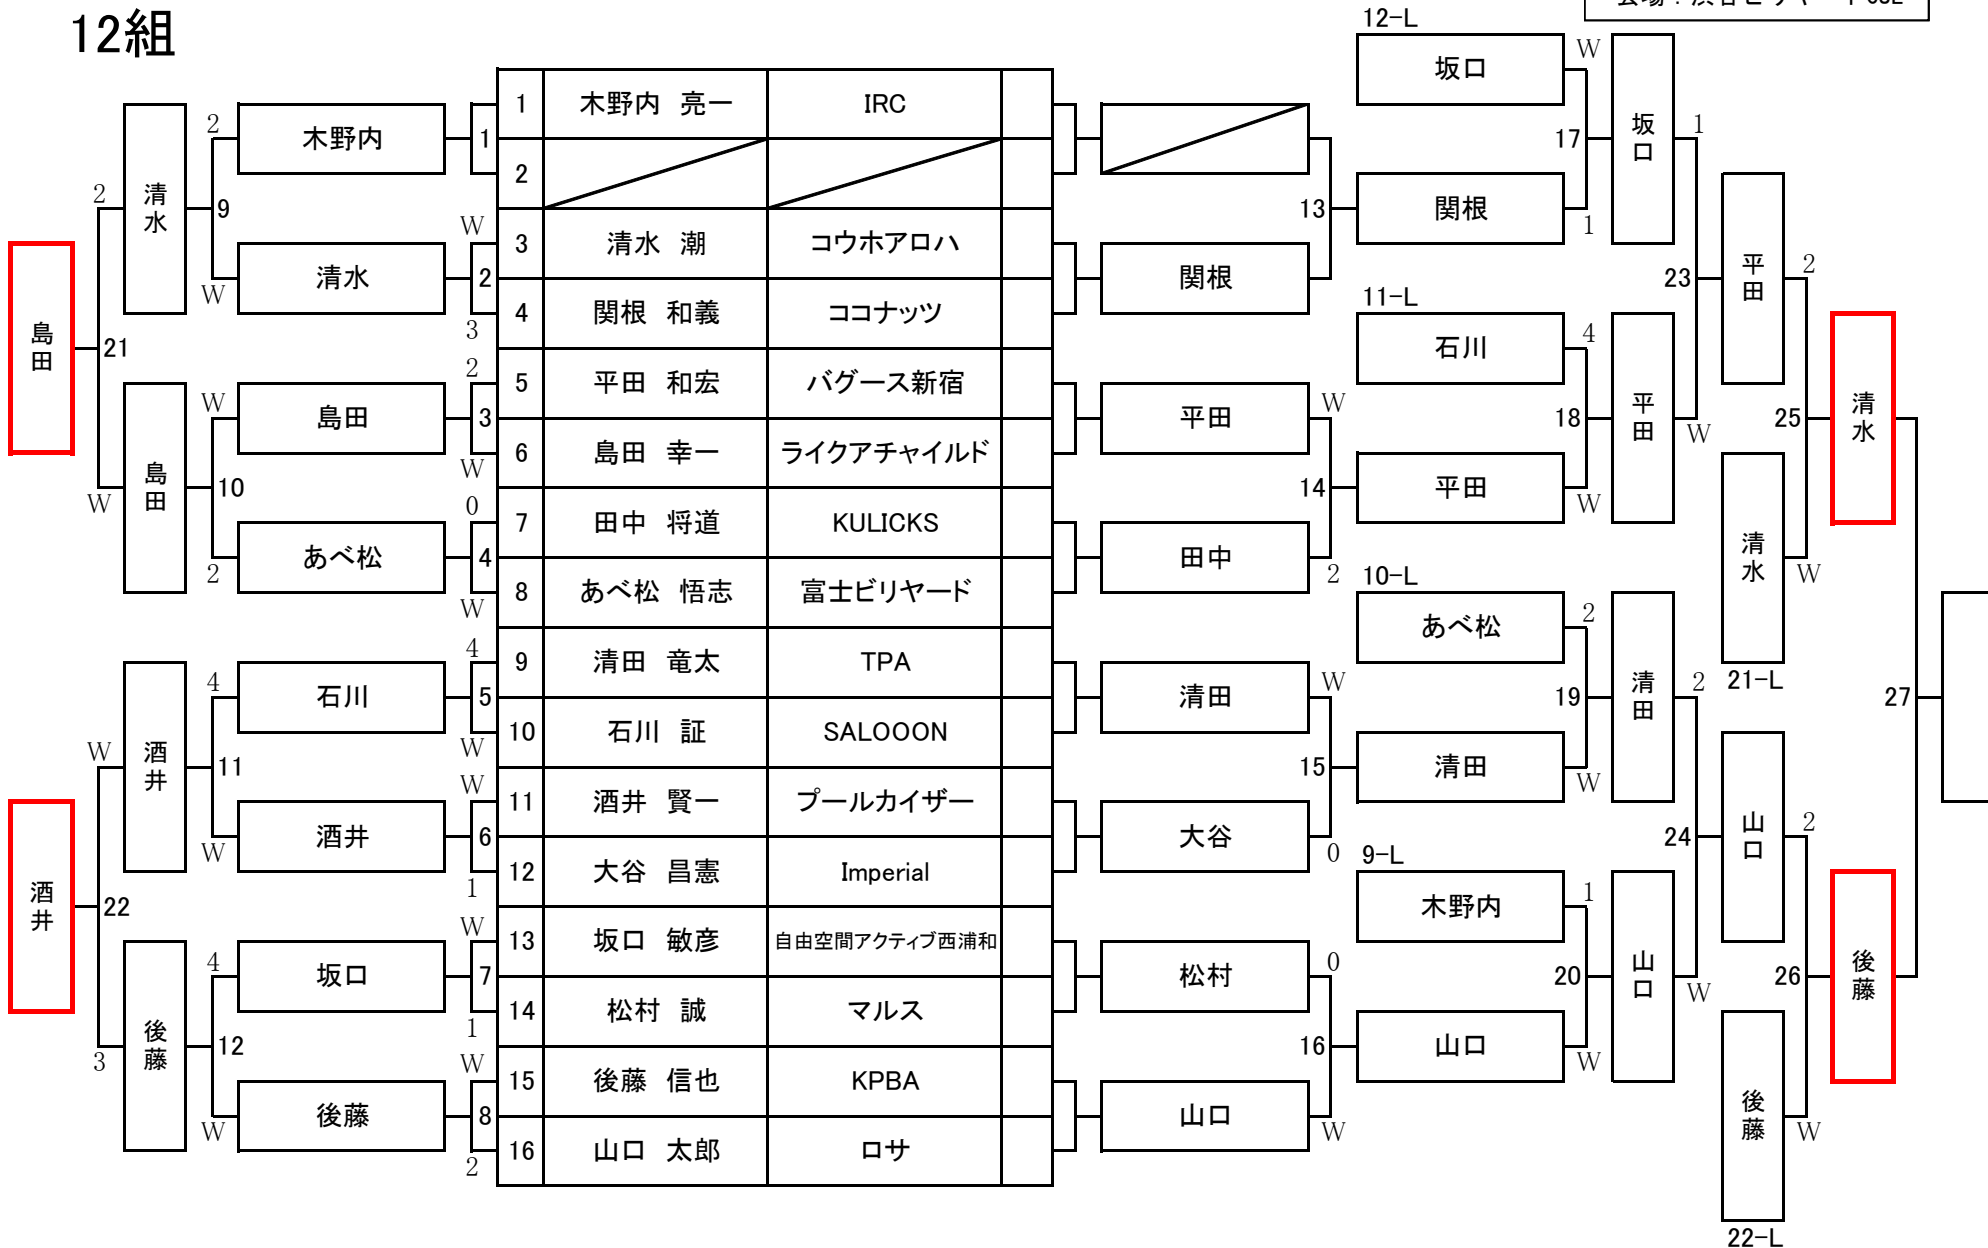 12組
12-L
1 木野内 亮一 IRC
2
3 清水 潮 コウホアロハ
4 関根 和義 ココナッツ
5 平田 和宏 バグース新宿
6 島田 幸一 ライクアチャイルド
7 田中 将道 KULICKS
8 あべ松 悟志 富士ビリヤード
9 清田 竜太 TPA
10 石川 証 SALOOON
11 酒井 賢一 プールカイザー
12 大谷 昌憲 Imperial
13 坂口 敏彦 自由空間アクティブ西浦和
14 松村 誠 マルス
15 後藤 信也 KPBA
16 山口 太郎 ロサ
島田
21
2
W
清水
島田
9
2
W
10
W
2
木野内
清水
島田
あべ松
1
2
W
3
3
2
W
4
0
W
酒井
22
W
3
酒井
後藤
11
4
W
12
4
W
石川
酒井
坂口
後藤
5
4
W
6
W
1
7
W
1
8
W
2
関根
13
平田
W
14
田中
2
清田
W
15
大谷
0
松村
0
16
山口
W
坂口
W
17
関根
1
11-L
石川
4
18
平田
W
10-L
あべ松
2
19
清田
W
9-L
木野内
1
20
山口
W
坂口
1
23
平田
W
清田
2
24
山口
W
平田
2
25
清水
W
21-L
山口
2
26
後藤
W
22-L
清水
27
後藤